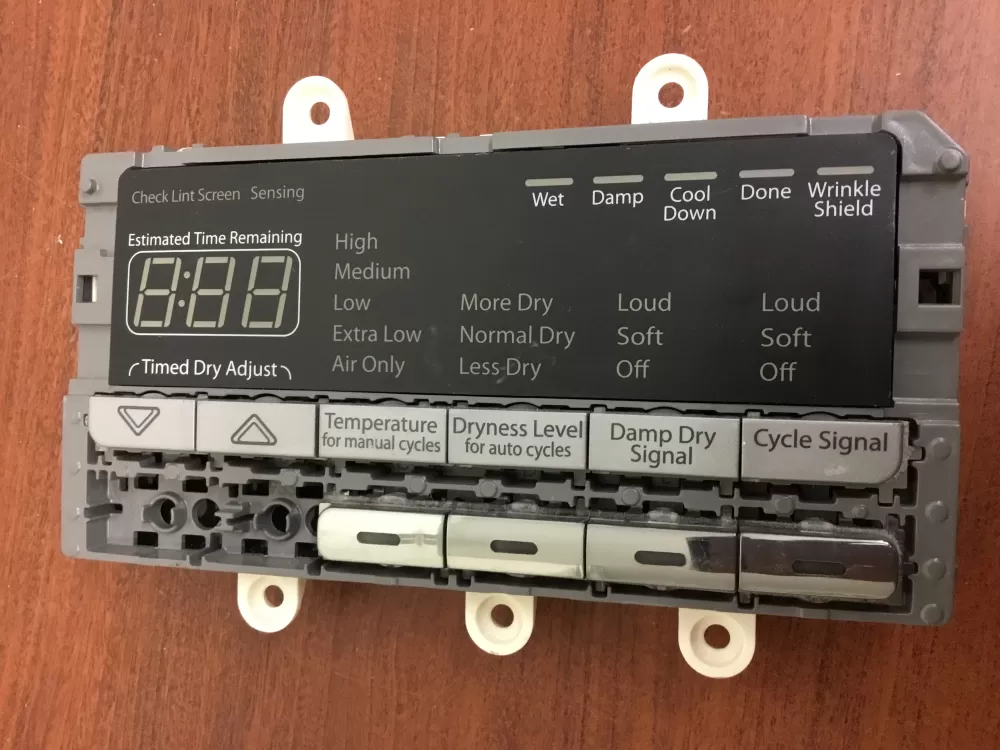 Check Lint Screen Sensing
Wet
Damp
Cool
Down
Done
Wrinkle
Shield
Estimated Time Remaining
8:88
Timed Dry Adjust
High
Medium
Low
Extra Low
Air Only
More Dry
Normal Dry
Less Dry
Loud
Soft
Off
Loud
Soft
Off
Temperature
for manual cycles
Dryness Level
for auto cycles
Damp Dry
Signal
Cycle Signal